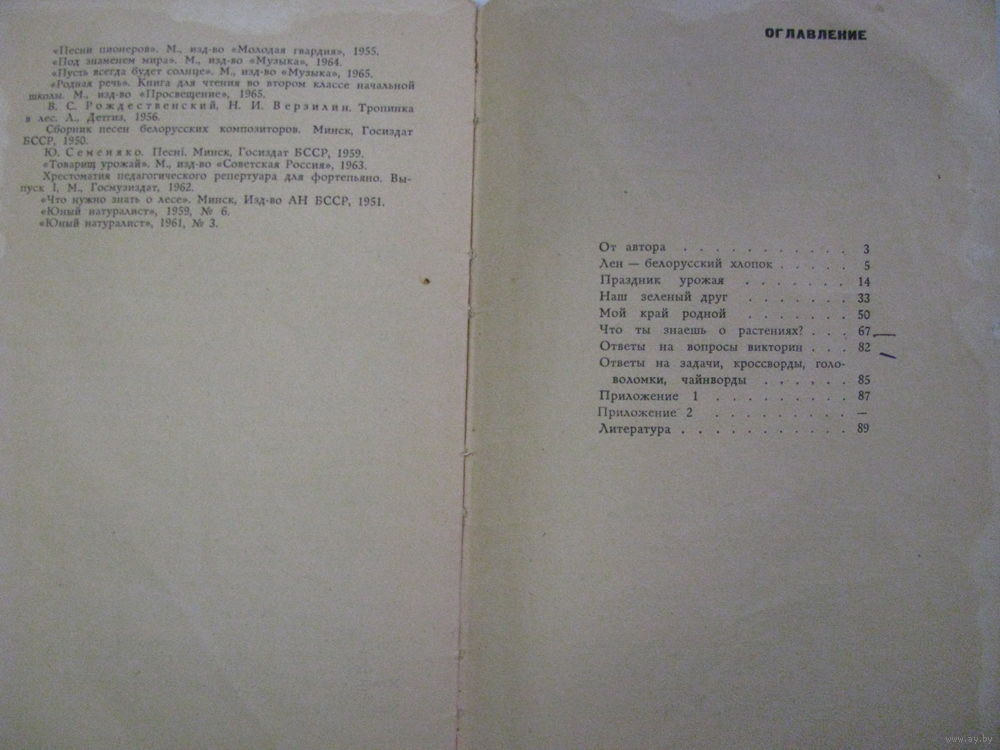 «Песни пионеров». М., изд-во «Молодая гвардия», 1955.
«Под знаменем мира». М., изд-во «Музыка», 1964.
«Пусть всегда будет солнце». М., изд-во «Музыка», 1965.
«Родная речь». Книга для чтения во втором классе начальной
школы. М., изд-во «Просвещение», 1965.
В. С. Рождественский, Н. И. Верзилин. Тропинка
в лес. Л., Детгиз, 1956.
Сборник песен белорусских композиторов. Минск, Госиздат
БССР, 1950.
Ю. Семеняко. Песні. Минск, Госиздат БССР, 1959.
«Товарищ урожай». М., изд-во «Советская Россия», 1963.
Хрестоматия педагогического репертуара для фортепьяно. Вы-
пуск I, М., Госмузиздат, 1962.
«Что нужно знать о лесе». Минск, Изд-во АН БССР, 1951.
«Юный натуралист», 1959, № 6.
«Юный натуралист», 1961, № 3.
ОГЛАВЛЕНИЕ
От автора . . . . . . . . . . . 3
Лен — белорусский хлопок . . . . . 5
Праздник урожая . . . . . . . 14
Наш зеленый друг . . . . . . . 33
Мой край родной . . . . . . . 50
Что ты знаешь о растениях? . . . 67
Ответы на вопросы викторин . . . 82
Ответы на задачи, кроссворды, голо-
воломки, чайнворды . . . . . . 85
Приложение 1 . . . . . . . . . 87
Приложение 2 . . . . . . . . . —
Литература . . . . . . . . . . . 89
www.ay.by